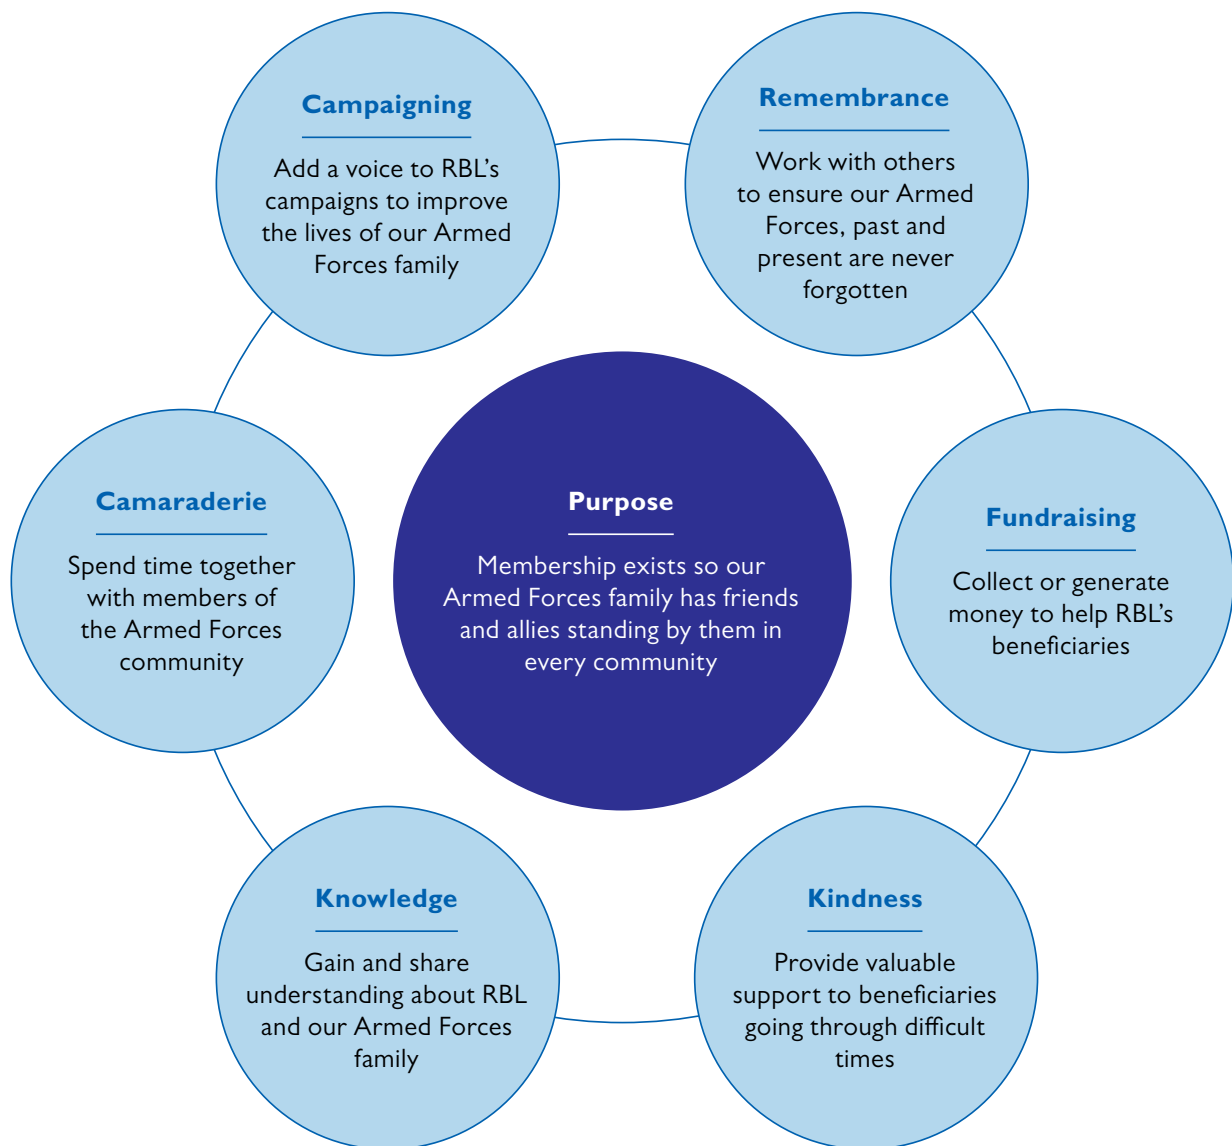 Campaigning
Add a voice to RBL’s
campaigns to improve
the lives of our Armed
Forces family
Remembrance
Work with others
to ensure our Armed
Forces, past and
present are never
forgotten
Camaraderie
Spend time together
with members of
the Armed Forces
community
Purpose
Membership exists so our
Armed Forces family has friends
and allies standing by them in
every community
Fundraising
Collect or generate
money to help RBL’s
beneficiaries
Knowledge
Gain and share
understanding about RBL
and our Armed Forces
family
Kindness
Provide valuable
support to beneficiaries
going through difficult
times